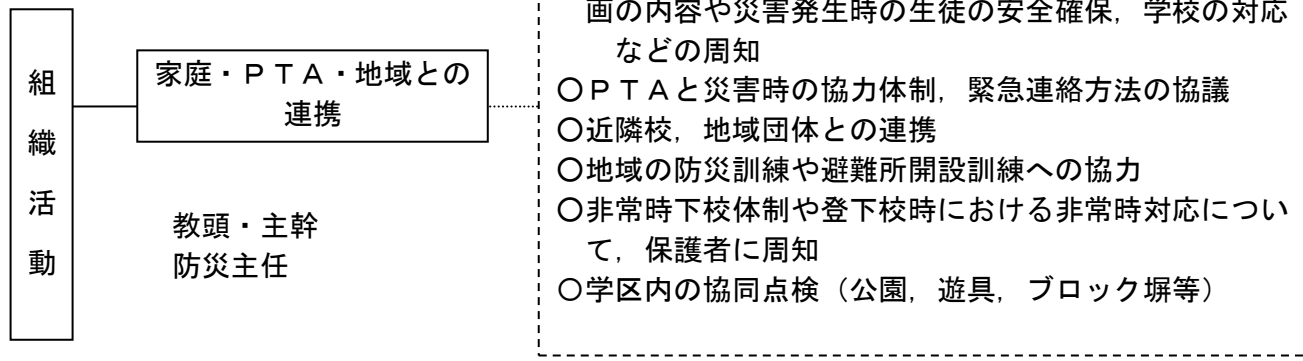 組
織
活
動
家庭・ＰＴＡ・地域との
連携
教頭・主幹
防災主任
画の内容や災害発生時の生徒の安全確保，学校の対応
などの周知
○ＰＴＡと災害時の協力体制，緊急連絡方法の協議
○近隣校，地域団体との連携
○地域の防災訓練や避難所開設訓練への協力
○非常時下校体制や登下校時における非常時対応につい
て，保護者に周知
○学区内の協同点検（公園，遊具，ブロック塀等）